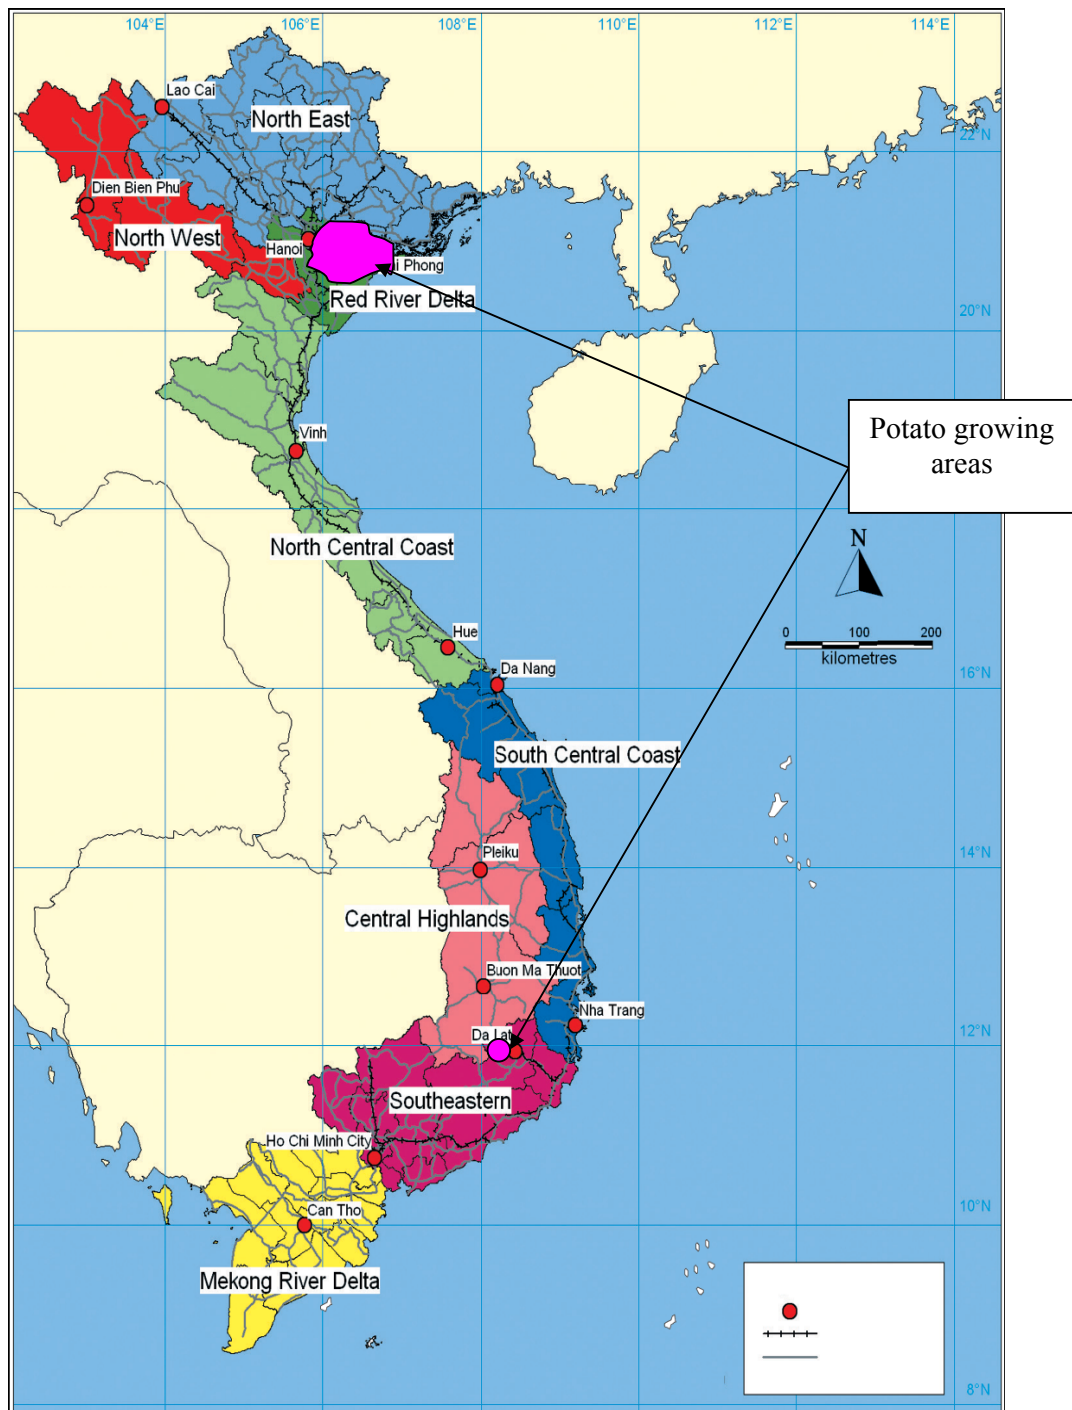 104°E
106°E
108°E
110°E
112°E
114°E
Lao Cai
North East
22°N
Dien Bien Phu
North West
Hanoi
i Phong
Red River Delta
20°N
Potato growing
areas
Vinh
North Central Coast
N
Hue
0 100 200
kilometres
Da Nang
16°N
South Central Coast
Pleiku
14°N
Central Highlands
Buon Ma Thuot
Nha Trang
Da Lat
12°N
Southeastern
Ho Chi Minh City
Can Tho
10°N
Mekong River Delta
8°N